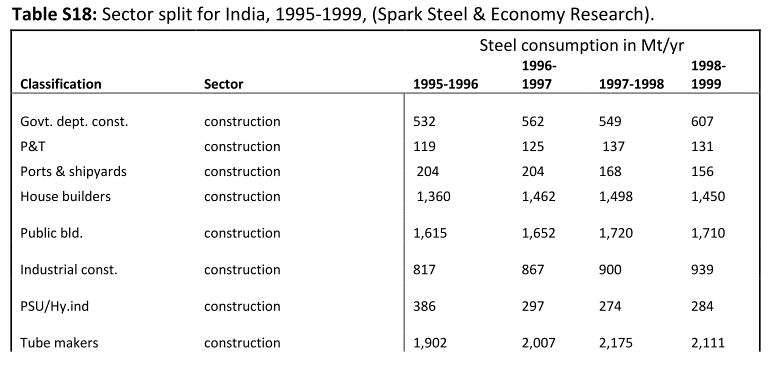 Table S18: Sector split for India, 1995-1999, (Spark Steel & Economy Research).
Steel consumption in Mt/yr
Classification Sector 1995-1996 1996-1997 1997-1998 1998-1999
Govt. dept. const. construction 532 562 549 607
P&T construction 119 125 137 131
Ports & shipyards construction 204 204 168 156
House builders construction 1,360 1,462 1,498 1,450
Public bld. construction 1,615 1,652 1,720 1,710
Industrial const. construction 817 867 900 939
PSU/Hy.ind construction 386 297 274 284
Tube makers construction 1,902 2,007 2,175 2,111